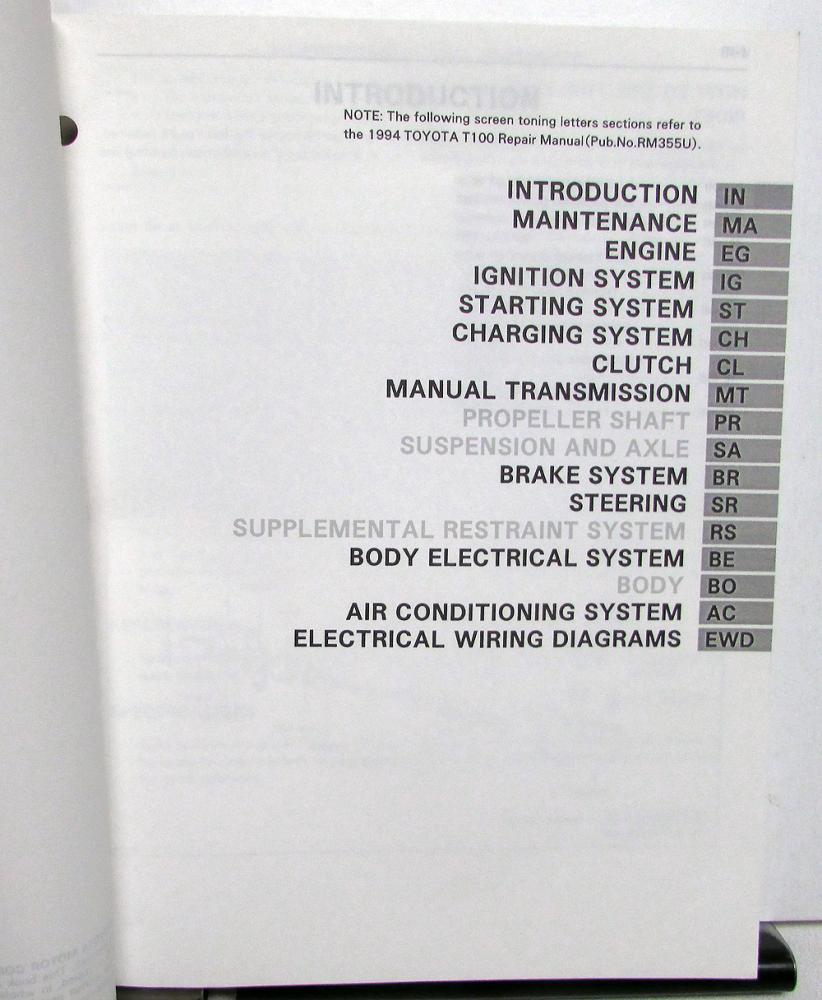 INTRODUCTION
NOTE: The following screen toning letters sections refer to
the 1994 TOYOTA T100 Repair Manual(Pub.No.RM355U).
INTRODUCTION IN
MAINTENANCE MA
ENGINE EG
IGNITION SYSTEM IG
STARTING SYSTEM ST
CHARGING SYSTEM CH
CLUTCH CL
MANUAL TRANSMISSION MT
PROPELLER SHAFT PR
SUSPENSION AND AXLE SA
BRAKE SYSTEM BR
STEERING SR
SUPPLEMENTAL RESTRAINT SYSTEM RS
BODY ELECTRICAL SYSTEM BE
BODY BO
AIR CONDITIONING SYSTEM AC
ELECTRICAL WIRING DIAGRAMS EWD